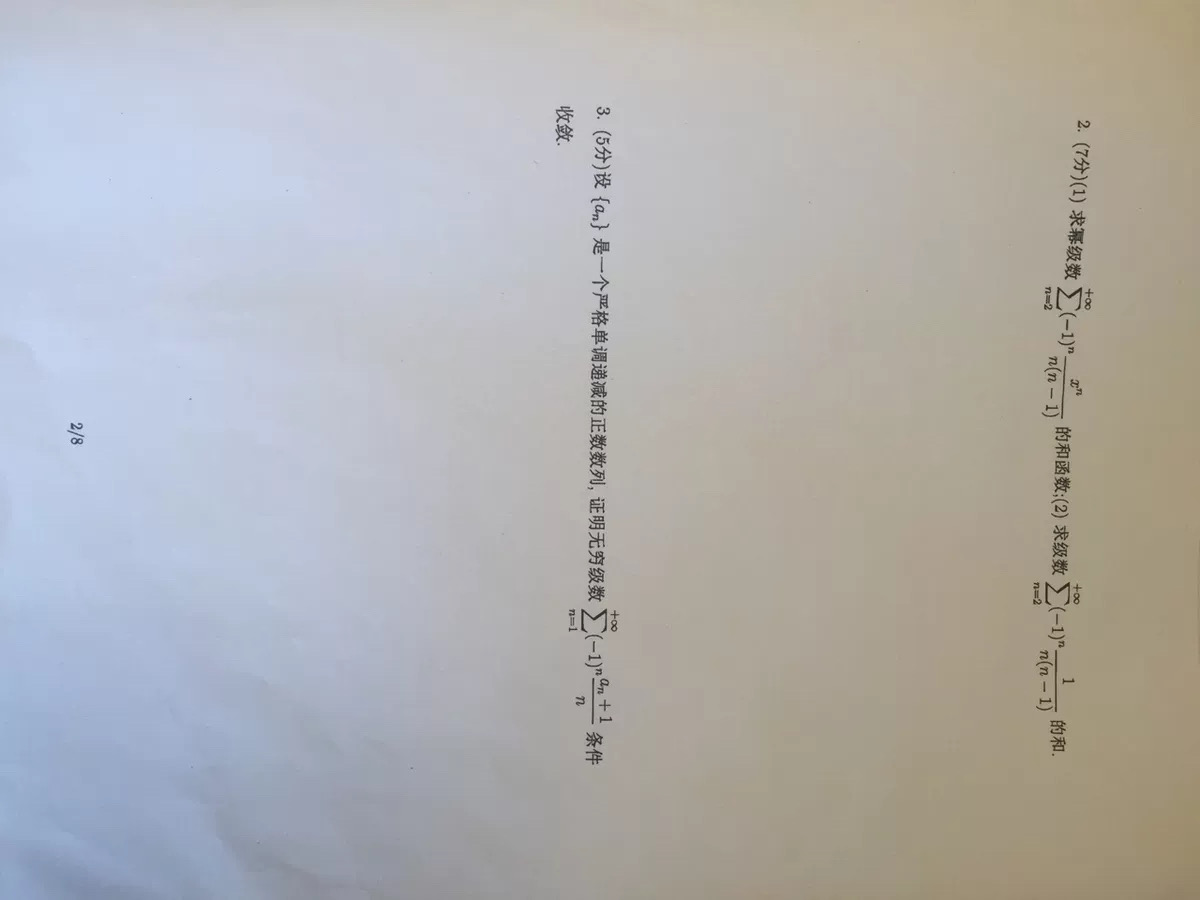 2. (7分)(1) 求幂级数 $\sum_{n=2}^{+\infty}(-1)^n\frac{x^n}{n(n-1)}$ 的和函数;(2) 求级数 $\sum_{n=2}^{+\infty}(-1)^n\frac{1}{n(n-1)}$ 的和.
3. (5分)设 $\{a_n\}$ 是一个严格单调递减的正数数列, 证明无穷级数 $\sum_{n=1}^{+\infty}(-1)^n\frac{a_n+1}{n}$ 条件
收敛.
2/8